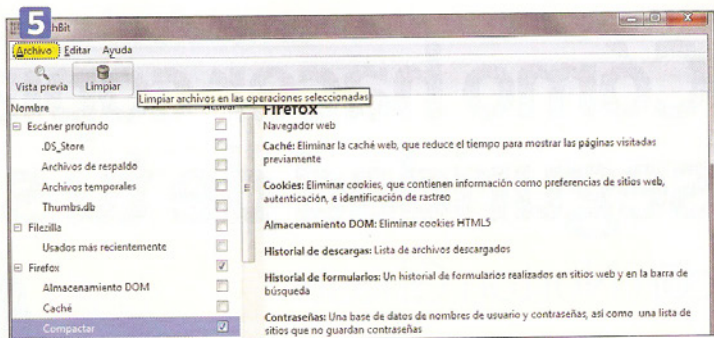 5
hBit
Archivo Editar Ayuda
Vista previa Limpiar
Limpiar archivos en las operaciones seleccionadas
Nombre
Escáner profundo
.DS_Store
Archivos de respaldo
Archivos temporales
Thumbs.db
Filezilla
Usados más recientemente
Firefox
Almacenamiento DOM
Caché
Compactar
Firefox
Navegador web
Caché: Eliminar la caché web, que reduce el tiempo para mostrar las páginas visitadas
previamente
Cookies: Eliminar cookies, que contienen información como preferencias de sitios web,
autenticación, e identificación de rastreo
Almacenamiento DOM: Eliminar cookies HTML5
Historial de descargas: Lista de archivos descargados
Historial de formularios: Un historial de formularios realizados en sitios web y en la barra de
búsqueda
Contraseñas: Una base de datos de nombres de usuario y contraseñas, así como una lista de
sitios que no guardan contraseñas